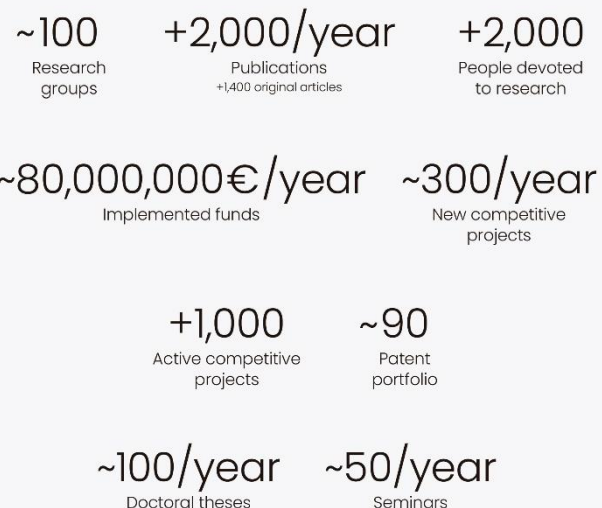 ~100 +2,000/year +2,000
Research Publications People devoted
groups +1,400 original articles to research
~80,000,000€/year ~300/year
Implemented funds New competitive
projects
+1,000 ~90
Active competitive Patent
projects portfolio
~100/year ~50/year
Doctoral theses Seminars